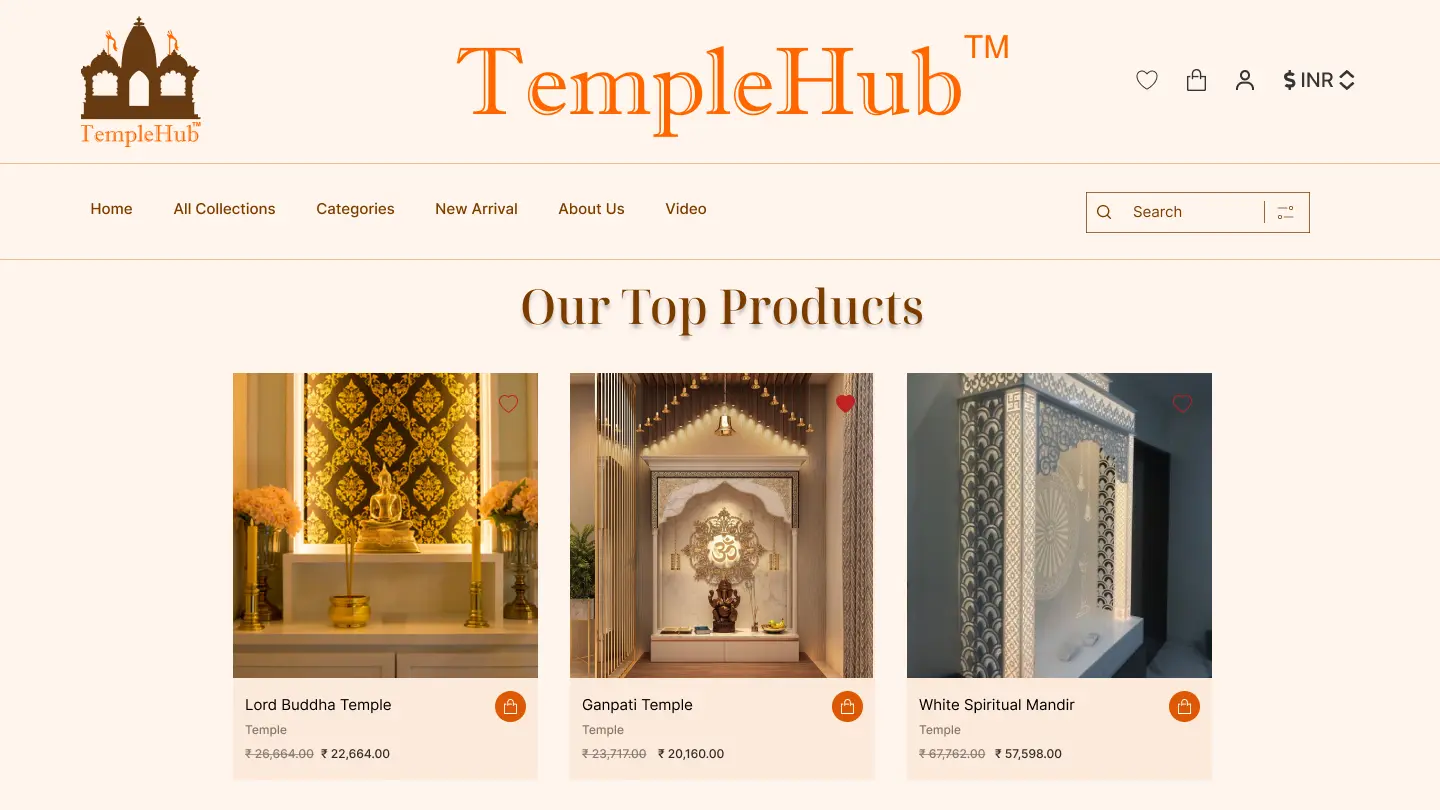 TempleHub™
TempleHub™
$ INR
Home All Collections Categories New Arrival About Us Video
Search
Our Top Products
Lord Buddha Temple
Temple
₹ 26,664.00 ₹ 22,664.00
Ganpati Temple
Temple
₹ 23,717.00 ₹ 20,160.00
White Spiritual Mandir
Temple
₹ 67,762.00 ₹ 57,598.00
ॐ